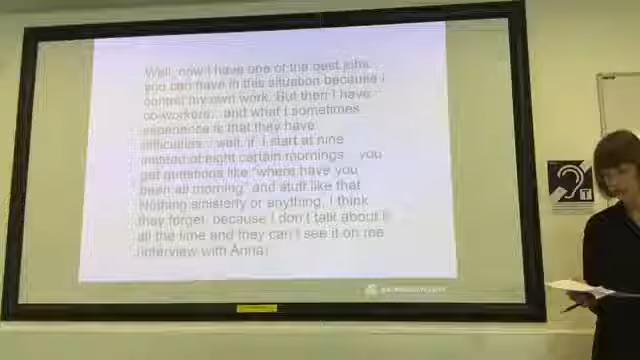 Well, now I have one of the best jobs
you can have in this situation because I
control my own work. But then I have
co-workers... and what I sometimes
experience is that they have
difficulties... well, if I start at nine
instead of eight certain mornings... you
get questions like "where have you
been all morning" and stuff like that.
Nothing sinisterly or anything, I think
they forget, because I don't talk about it
all the time and they can't see it on me
(interview with Anna)
T